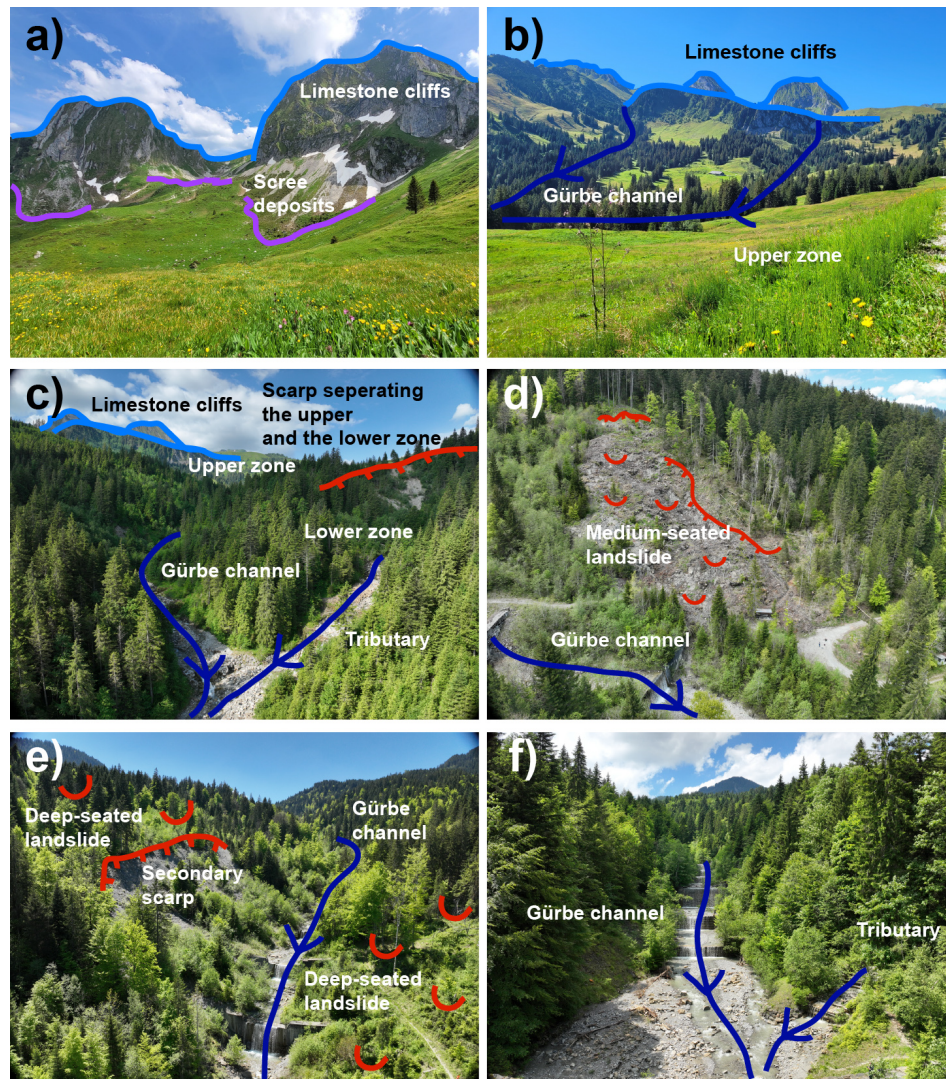 a)
Limestone cliffs
Scree
deposits
b)
Limestone cliffs
Gürbe channel
Upper zone
c)
Limestone cliffs
Scarp seperating
the upper
and the lower zone
Upper zone
Lower zone
Gürbe channel
Tributary
d)
Medium-seated
landslide
Gürbe channel
e)
Deep-seated
landslide
Gürbe
channel
Secondary
scarp
Deep-seated
landslide
f)
Gürbe channel
Tributary